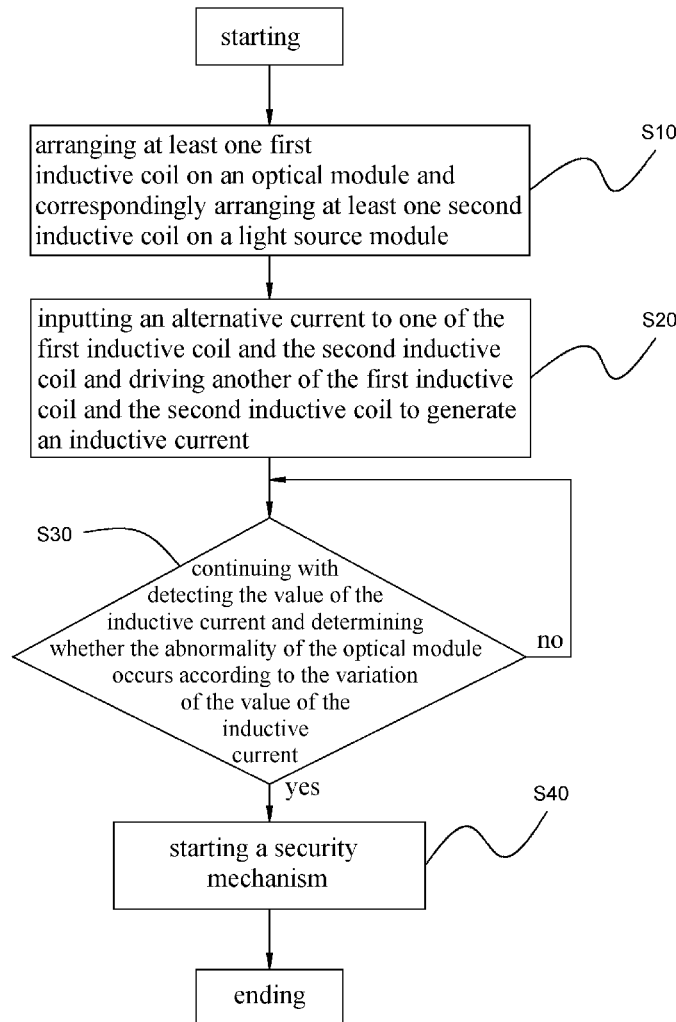 starting
S10
arranging at least one first
inductive coil on an optical module and
correspondingly arranging at least one second
inductive coil on a light source module
S20
inputting an alternative current to one of the
first inductive coil and the second inductive
coil and driving another of the first inductive
coil and the second inductive coil to generate
an inductive current
S30
continuing with
detecting the value of the
inductive current and determining
whether the abnormality of the optical module
occurs according to the variation
of the value of the
inductive
current
no
yes
S40
starting a security
mechanism
ending